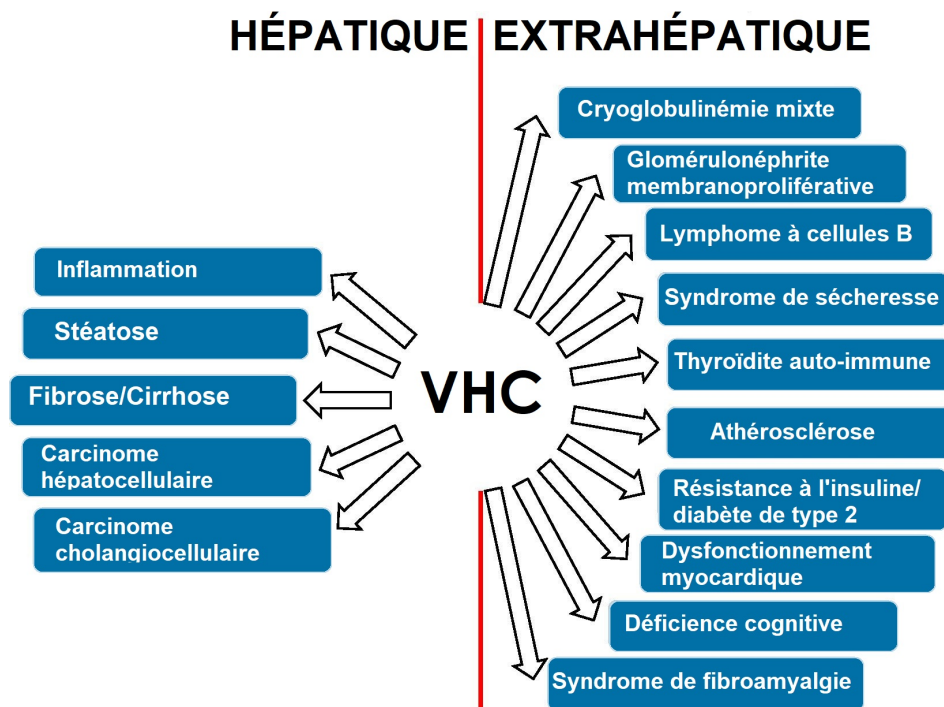 HÉPATIQUE
EXTRAHÉPATIQUE
Inflammation
Stéatose
Fibrose/Cirrhose
Carcinome
hépatocellulaire
Carcinome
cholangiocellulaire
VHC
Cryoglobulinémie mixte
Glomérulonéphrite
membranoproliférative
Lymphome à cellules B
Syndrome de sécheresse
Thyroïdite auto-immune
Athérosclérose
Résistance à l'insuline/
diabète de type 2
Dysfonctionnement
myocardique
Déficience cognitive
Syndrome de fibroamyalgie